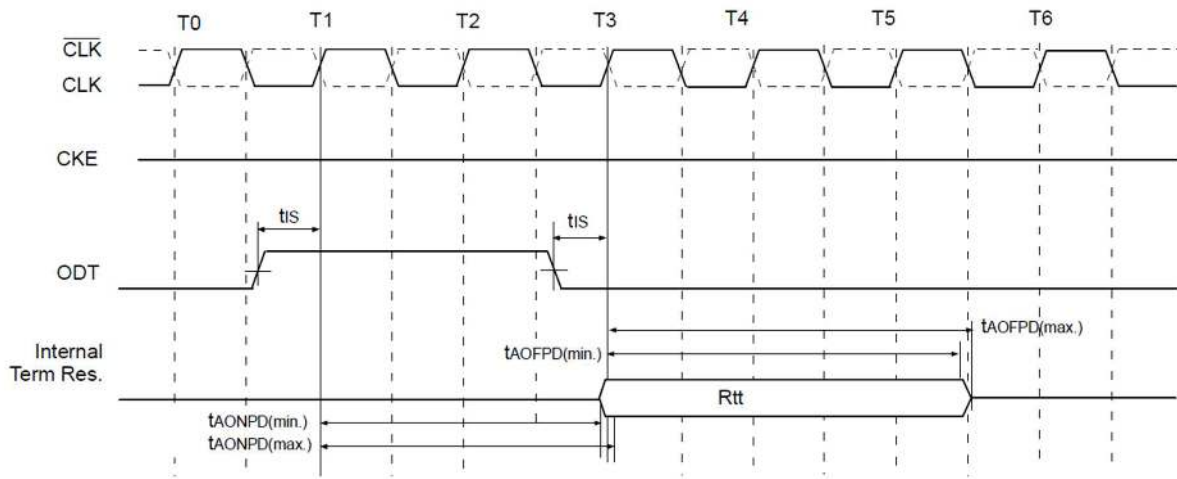 T0 T1 T2 T3 T4 T5 T6
CLK
CLK
CKE
tIS
tIS
ODT
tAOFPD(max.)
tAOFPD(min.)
Internal
Term Res.
Rtt
tAONPD(min.)
tAONPD(max.)